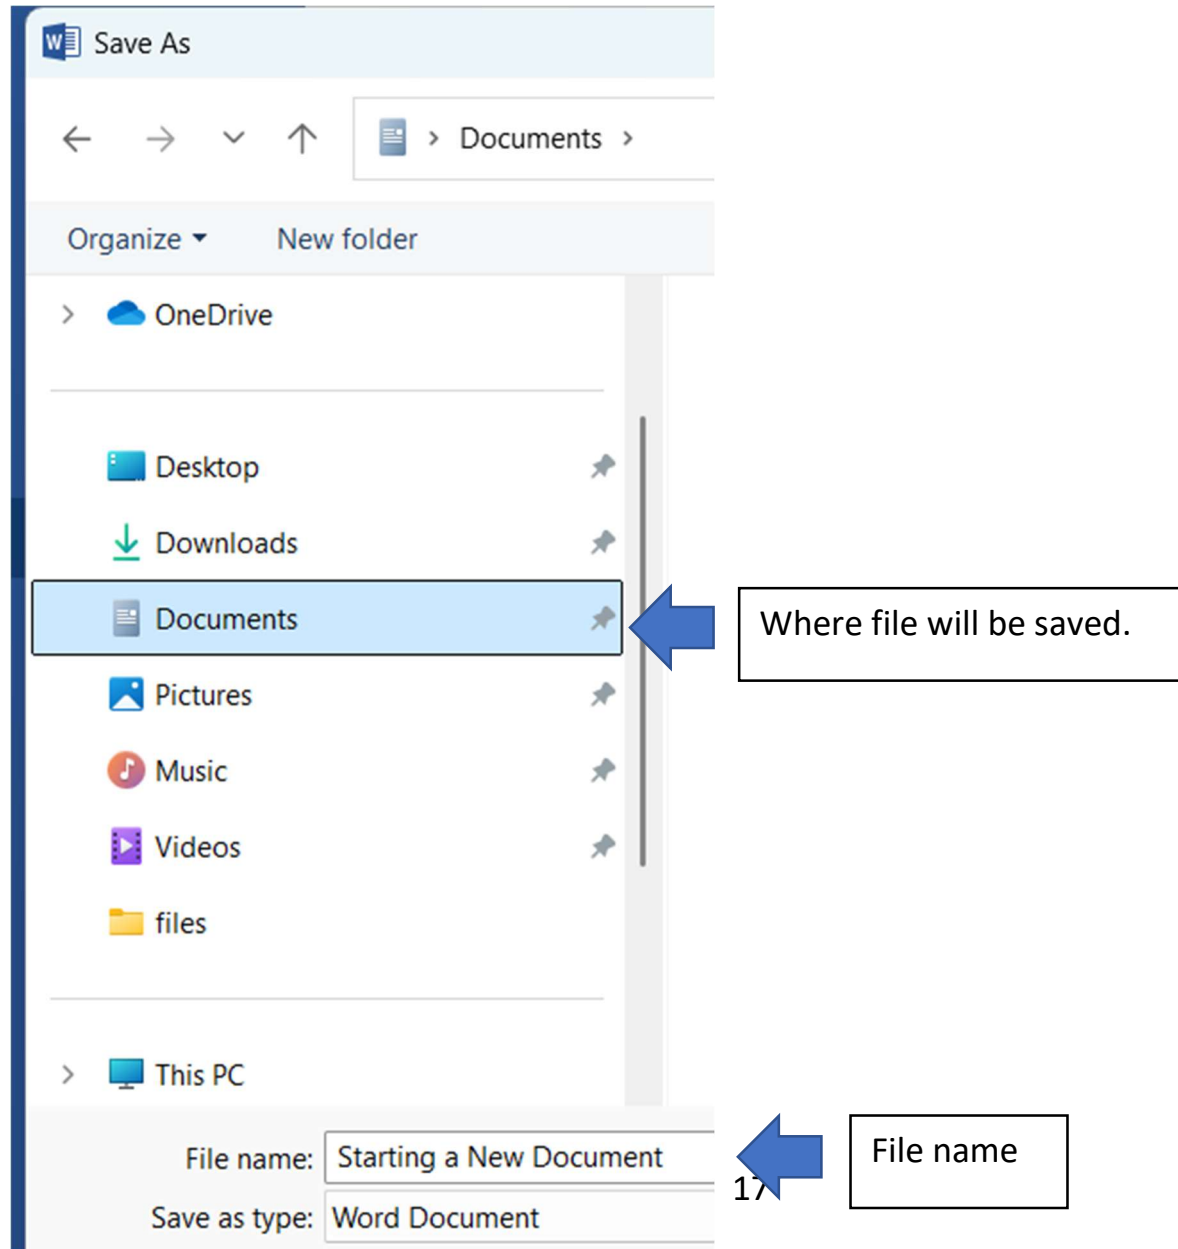 Save As
Documents
Organize
New folder
OneDrive
Desktop
Downloads
Documents
Where file will be saved.
Pictures
Music
Videos
files
This PC
File name: Starting a New Document
File name
17
Save as type: Word Document